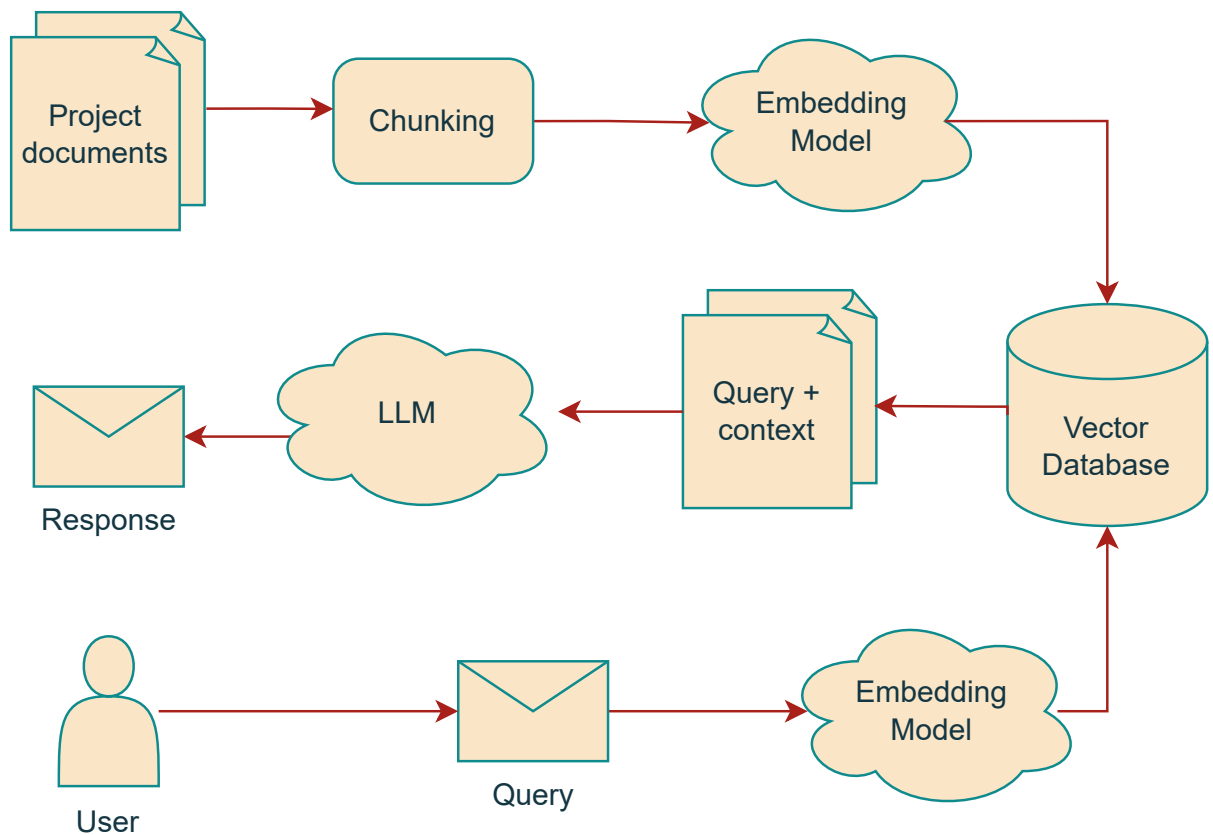 Project
documents
Chunking
Embedding
Model
Response
LLM
Query +
context
Vector
Database
User
Query
Embedding
Model